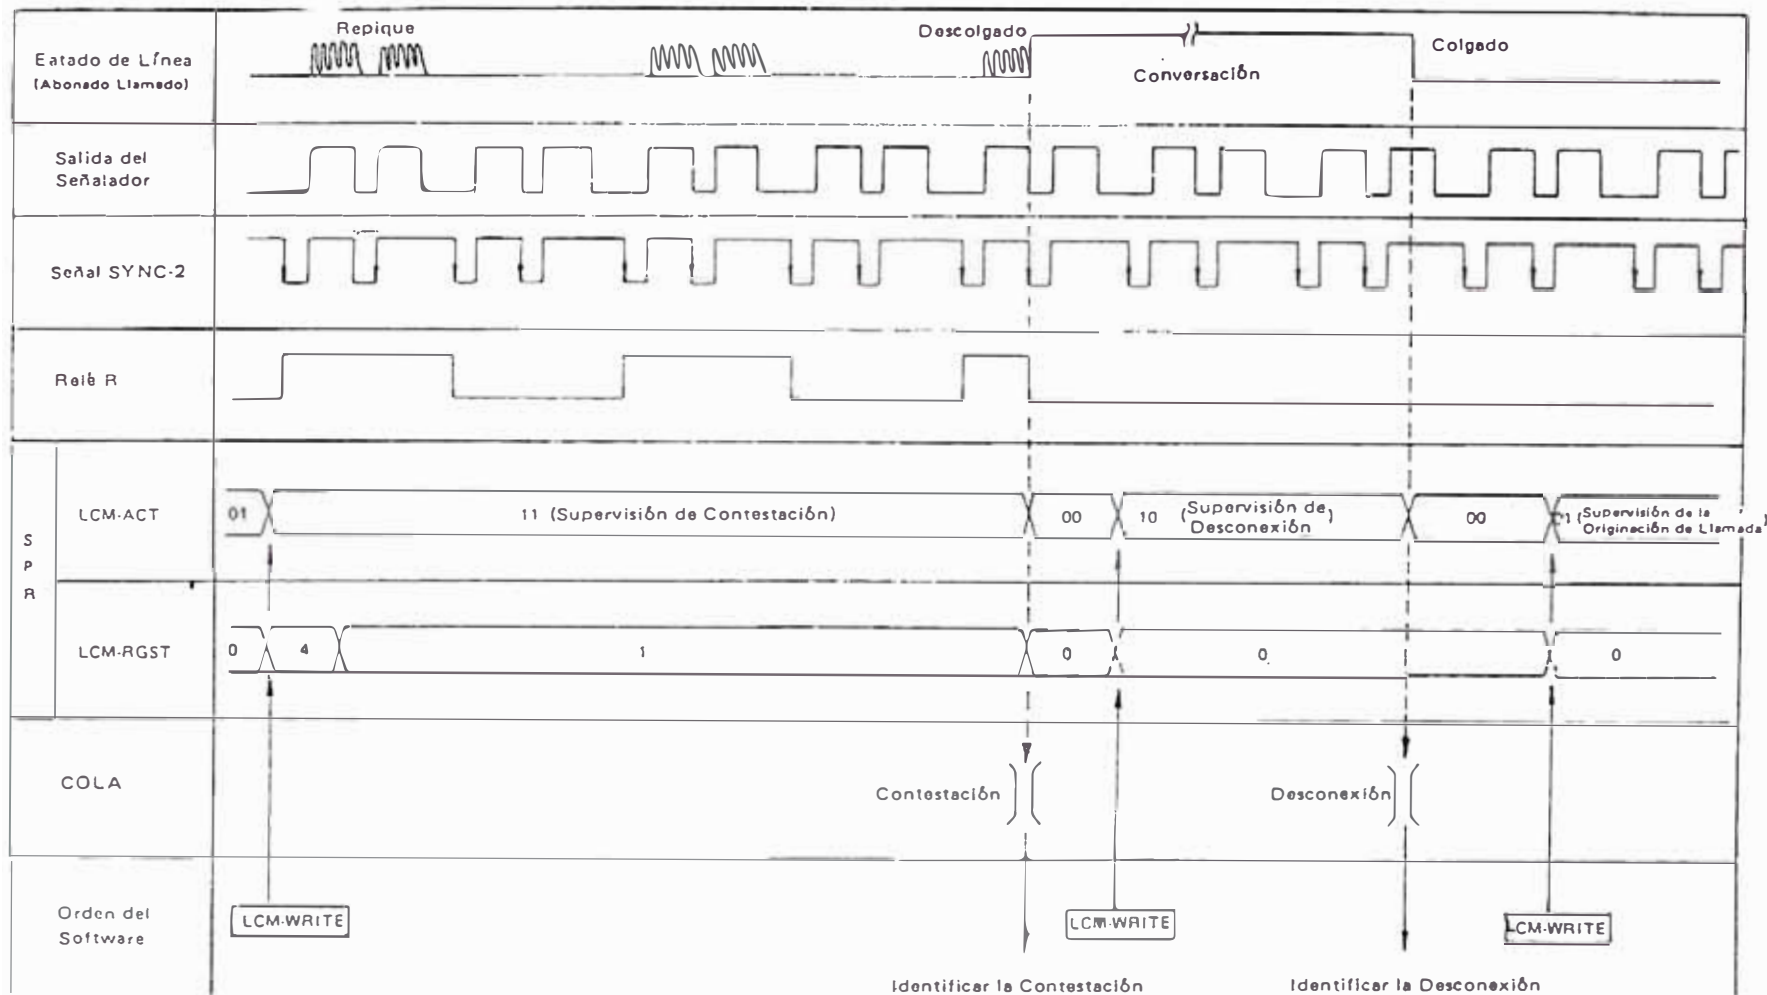 Repique
Descolgado
Colgado
Eatado de Línea
(Abonado Llamado)
Conversación
Salida del
Señalador
Señal SYNC-2
Relé R
S
P
R
LCM-ACT
01
11 (Supervisión de Contestación)
00
10 (Supervisión de
Desconexión)
00
(Supervisión de la
Originación de Llamada)
LCM-RGST
0
4
1
0
0
0
COLA
Contestación
Desconexión
Orden del
Software
LCM-WRITE
LCM-WRITE
LCM-WRITE
Identificar la Contestación
Identificar la Desconexión